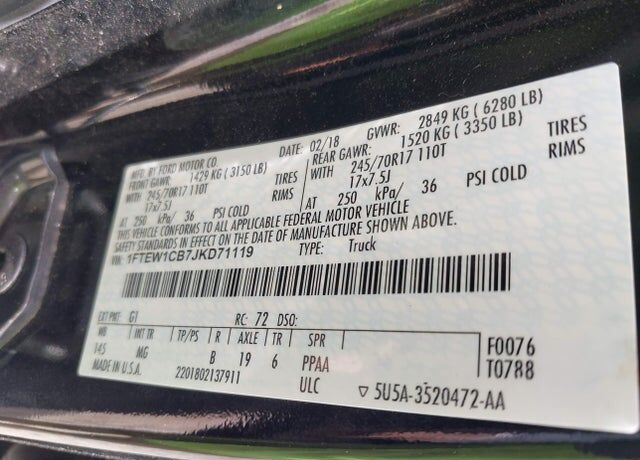 MFD. BY FORD MOTOR CO. DATE: 02/18 GVWR: 2849 KG ( 6280 LB)
FRONT GAWR: 1429 KG ( 3150 LB) REAR GAWR: 1520 KG ( 3350 LB)
WITH 245/70R17 110T TIRES WITH 245/70R17 110T TIRES
17x7.5J RIMS 17x7.5J RIMS
AT 250 kPa/ 36 PSI COLD AT 250 kPa/ 36 PSI COLD
THIS VEHICLE CONFORMS TO ALL APPLICABLE FEDERAL MOTOR VEHICLE
SAFETY STANDARDS IN EFFECT ON THE DATE OF MANUFACTURE SHOWN ABOVE.
VIN: 1FTEW1CB7JKD71119 TYPE: Truck
EXT PNT: G1 RC: 72 DSO:
WB INT TR TP/PS R AXLE TR SPR F0076
145 MG B 19 6 PPAA T0788
MADE IN U.S.A. 2201802137911 ULC ▽ 5U5A-3520472-AA